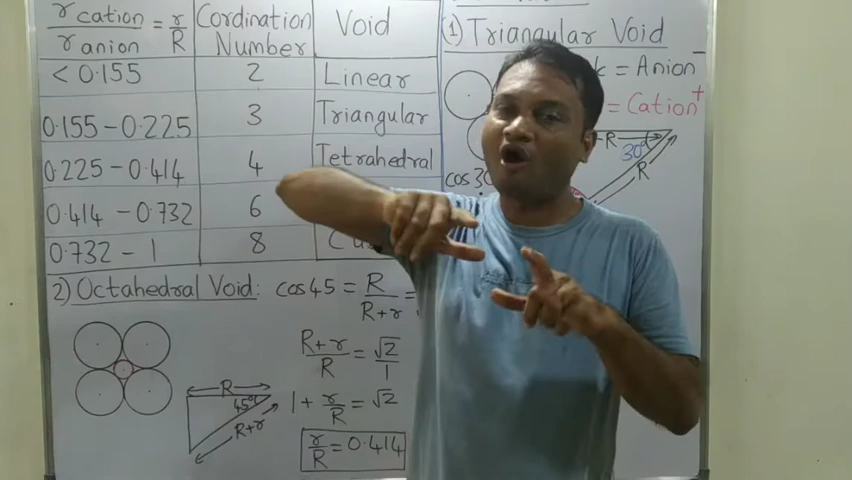 r cation / r anion = r/R
Cordination Number
Void
< 0.155
2
Linear
0.155 - 0.225
3
Triangular
0.225 - 0.414
4
Tetrahedral
0.414 - 0.732
6
0.732 - 1
8
2) Octahedral Void:
cos 45 = R / R+r =
R+r / R = √2 / 1
1 + r/R = √2
r/R = 0.414
R
45°
R+r
(1) Triangular Void
= Anion⁻
= Cation⁺
R
30°
R